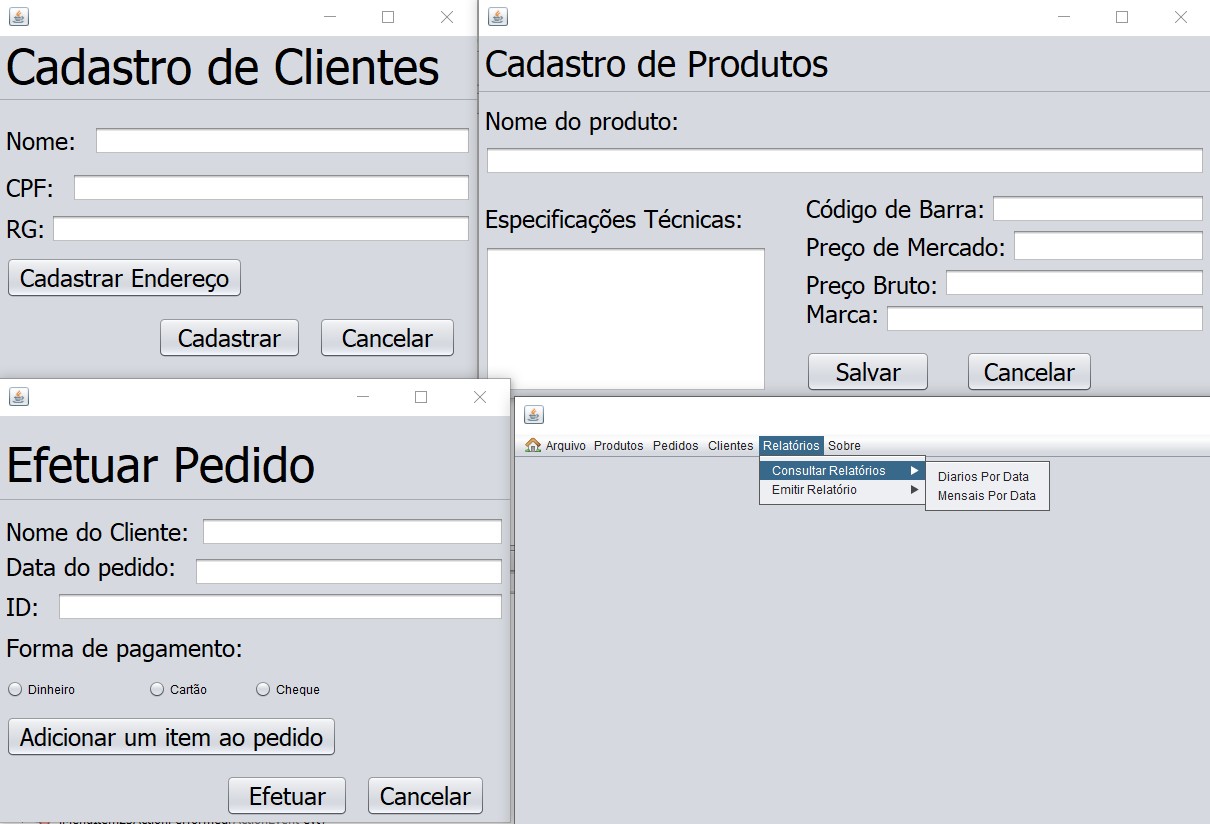 Cadastro de Clientes
Nome:
CPF:
RG:
Cadastrar Endereço
Cadastrar Cancelar
Cadastro de Produtos
Nome do produto:
Especificações Técnicas:
Código de Barra:
Preço de Mercado:
Preço Bruto:
Marca:
Salvar Cancelar
Efetuar Pedido
Nome do Cliente:
Data do pedido:
ID:
Forma de pagamento:
Dinheiro Cartão Cheque
Adicionar um item ao pedido
Efetuar Cancelar
Arquivo Produtos Pedidos Clientes Relatórios Sobre
Consultar Relatórios
Emitir Relatório
Diarios Por Data
Mensais Por Data